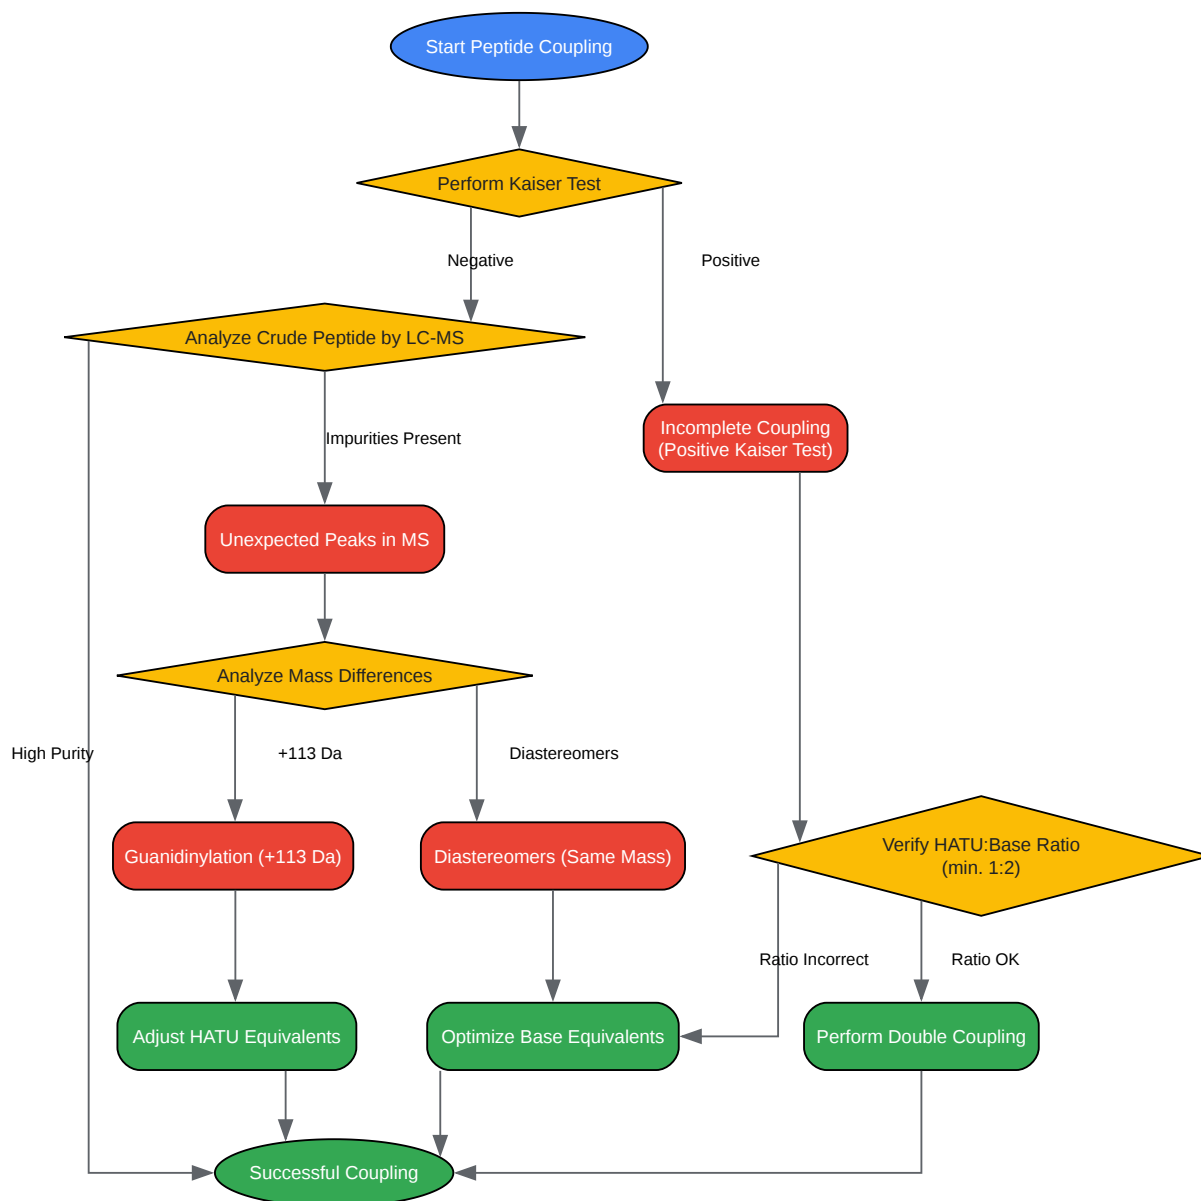 Start Peptide Coupling
Perform Kaiser Test
Negative
Positive
Analyze Crude Peptide by LC-MS
Incomplete Coupling
(Positive Kaiser Test)
Impurities Present
Unexpected Peaks in MS
Analyze Mass Differences
High Purity
+113 Da
Diastereomers
Guanidinylation (+113 Da)
Diastereomers (Same Mass)
Verify HATU:Base Ratio
(min. 1:2)
Ratio Incorrect
Ratio OK
Adjust HATU Equivalents
Optimize Base Equivalents
Perform Double Coupling
Successful Coupling